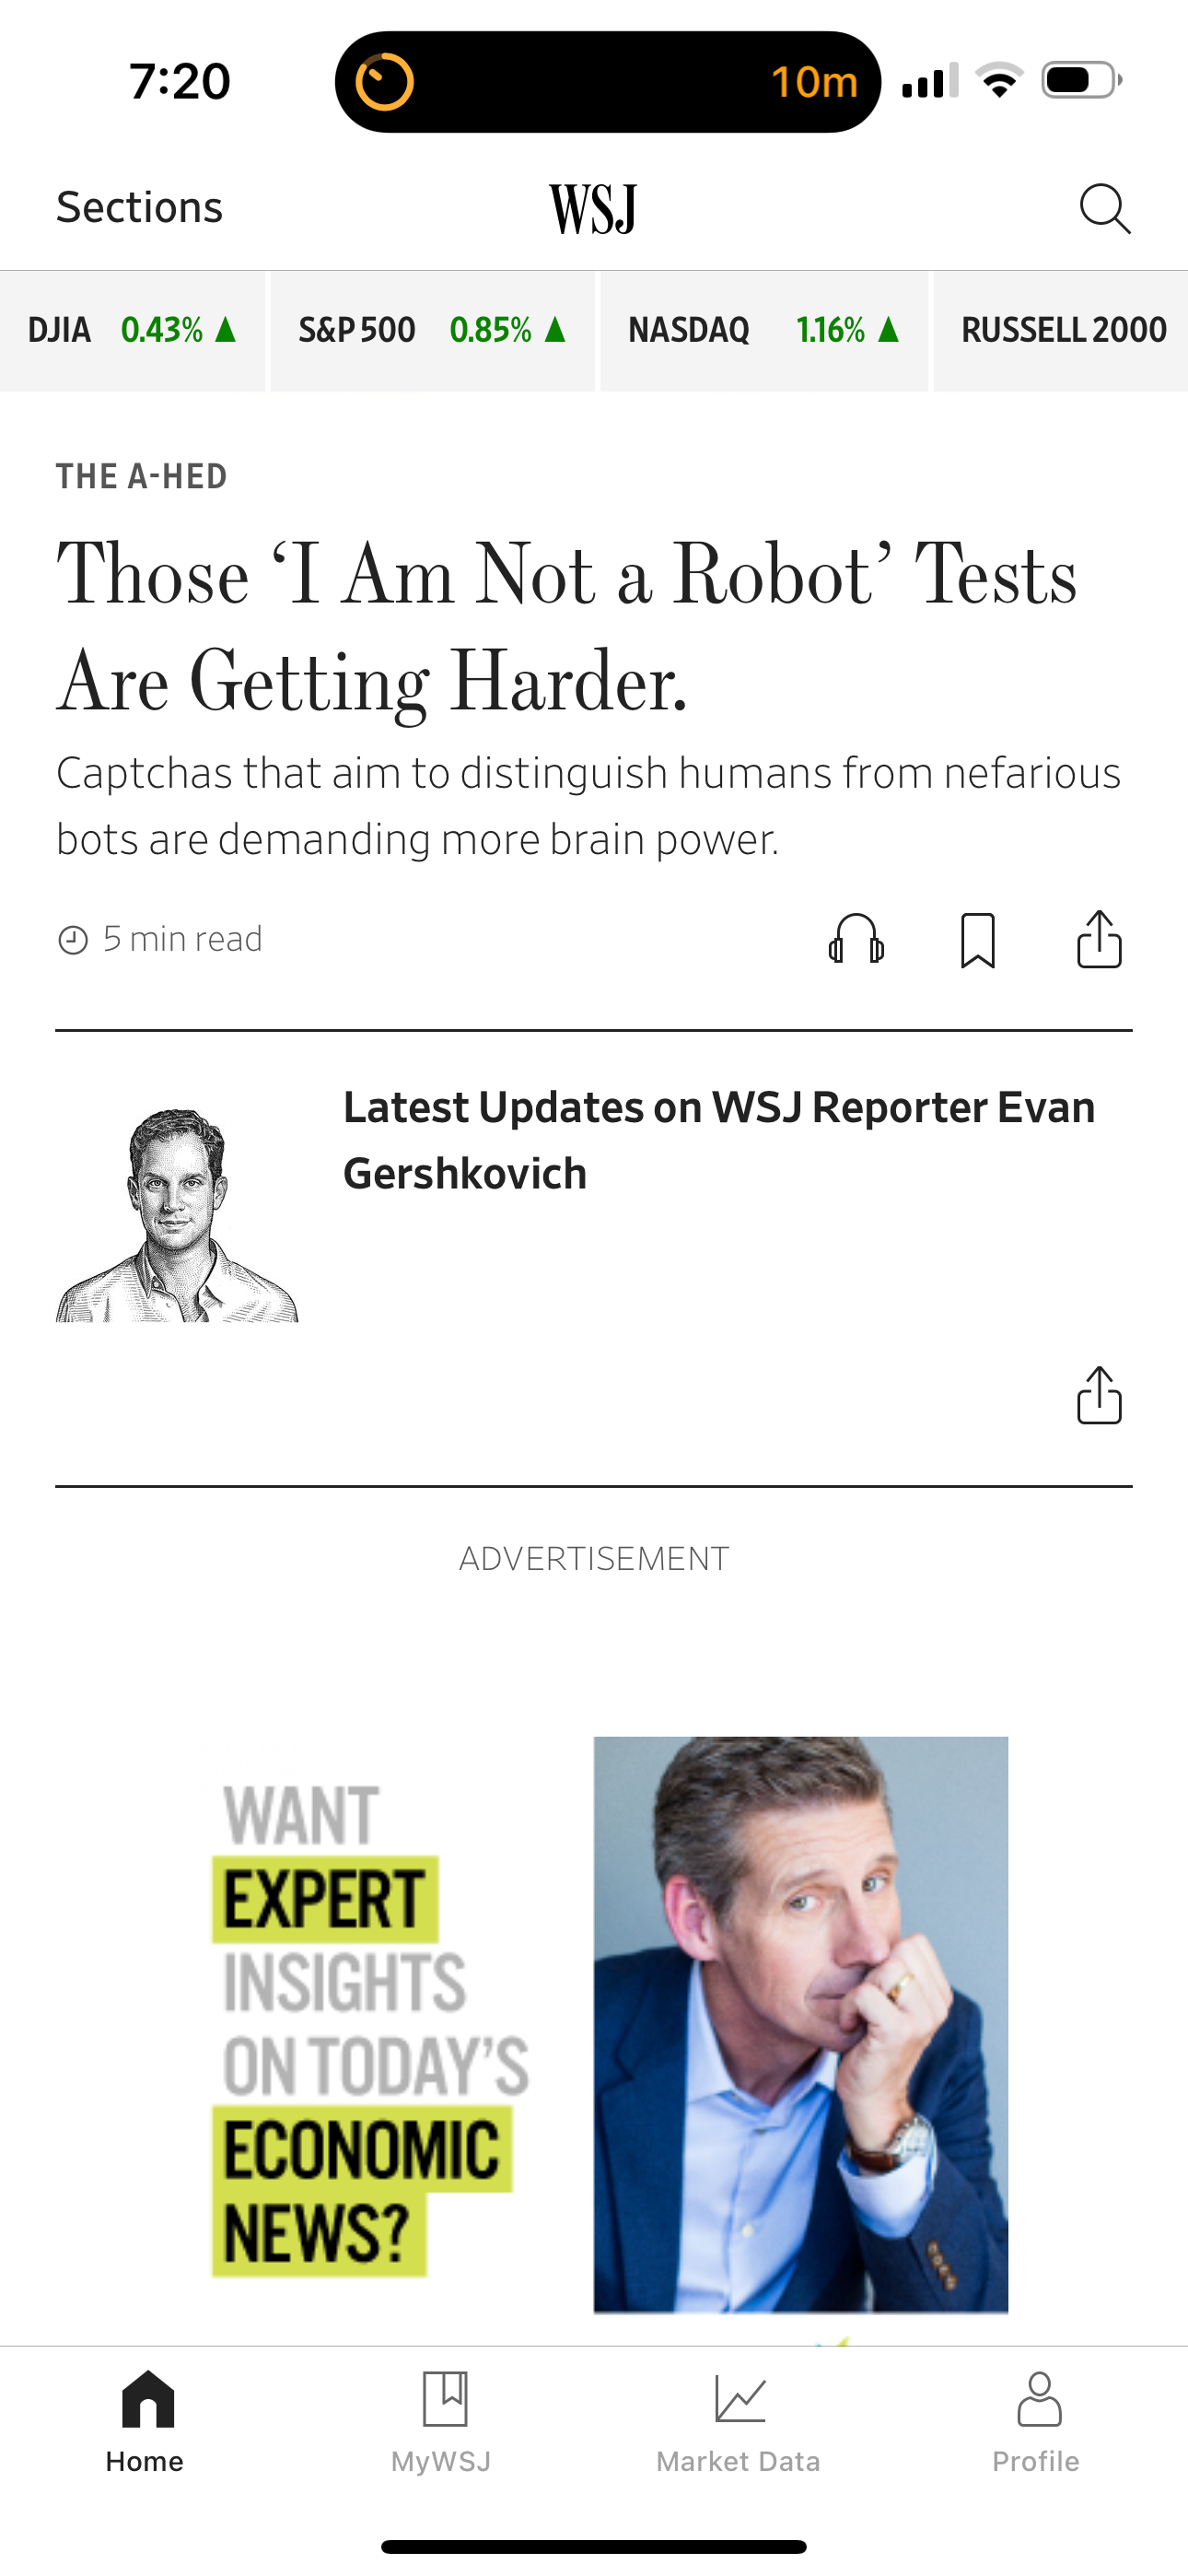 7:20
10m
Sections
WSJ
DJIA 0.43% ▲ S&P 500 0.85% ▲ NASDAQ 1.16% ▲ RUSSELL 2000
THE A-HED
Those ‘I Am Not a Robot’ Tests
Are Getting Harder.
Captchas that aim to distinguish humans from nefarious
bots are demanding more brain power.
5 min read
Latest Updates on WSJ Reporter Evan
Gershkovich
ADVERTISEMENT
WANT
EXPERT
INSIGHTS
ON TODAY’S
ECONOMIC
NEWS?
Home MyWSJ Market Data Profile